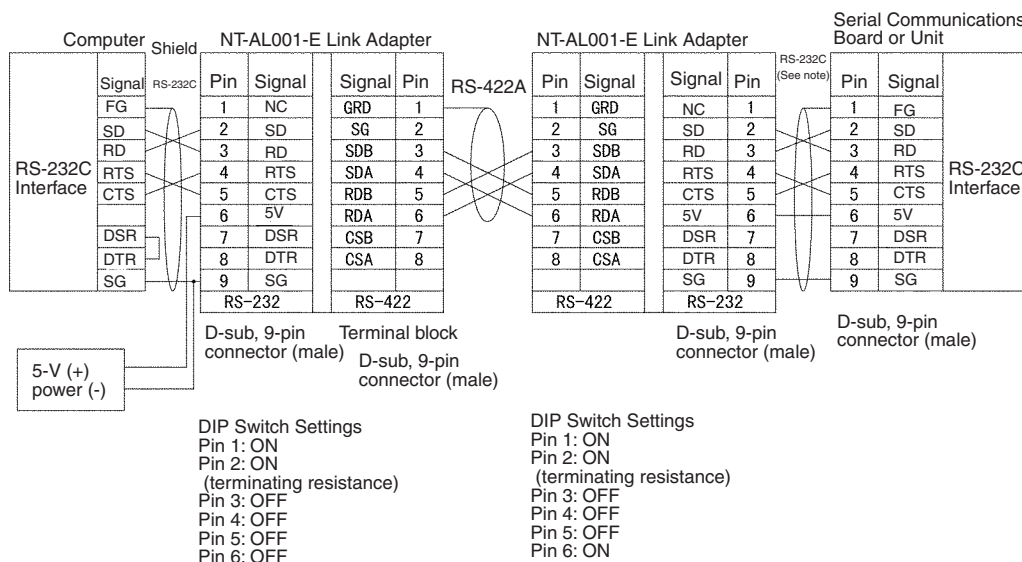 Serial Communications
Board or Unit
Computer Shield NT-AL001-E Link Adapter NT-AL001-E Link Adapter
RS-232C
(See note)
Signal RS-232C Pin Signal Signal Pin RS-422A Pin Signal Signal Pin Pin Signal
FG 1 NC GRD 1 1 GRD NC 1 1 FG
SD 2 SD SG 2 2 SG SD 2 2 SD
RD 3 RD SDB 3 3 SDB RD 3 3 RD
RS-232C RTS 4 RTS SDA 4 4 SDA RTS 4 4 RTS RS-232C
Interface CTS 5 CTS RDB 5 5 RDB CTS 5 5 CTS Interface
6 5V RDA 6 6 RDA 5V 6 6 5V
DSR 7 DSR CSB 7 7 CSB DSR 7 7 DSR
DTR 8 DTR CSA 8 8 CSA DTR 8 8 DTR
SG 9 SG SG 9 9 SG
RS-232 RS-422 RS-422 RS-232
D-sub, 9-pin
connector (male)
Terminal block
D-sub, 9-pin
connector (male)
D-sub, 9-pin
connector (male)
D-sub, 9-pin
connector (male)
5-V (+)
power (-)
DIP Switch Settings
Pin 1: ON
Pin 2: ON
(terminating resistance)
Pin 3: OFF
Pin 4: OFF
Pin 5: OFF
Pin 6: OFF
DIP Switch Settings
Pin 1: ON
Pin 2: ON
(terminating resistance)
Pin 3: OFF
Pin 4: OFF
Pin 5: OFF
Pin 6: ON